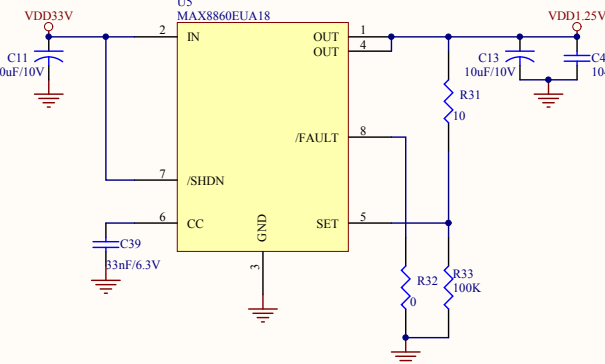 U5
MAX8860EUA18
VDD33V
VDD1.25V
2
IN
OUT
1
OUT
4
C11
0uF/10V
C13
10uF/10V
C4
10
R31
10
/FAULT
8
7
/SHDN
6
CC
GND
SET
5
C39
33nF/6.3V
3
R32
0
R33
100K